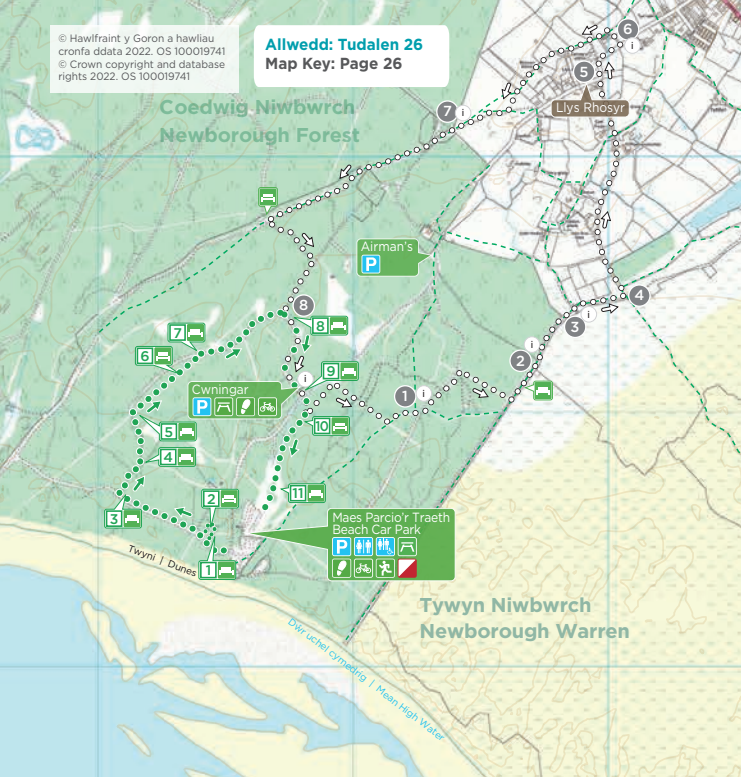 © Hawlfraint y Goron a hawliau
cronfa ddata 2022. OS 100019741
© Crown copyright and database
rights 2022. OS 100019741
Allwedd: Tudalen 26
Map Key: Page 26
Coedwig Niwbwrch
Newborough Forest
6
i
5
Llys Rhosyr
7
i
Airman's
P
8
4
3
i
i
2
7
8
6
i
9
Cwningar
P
1
i
10
5
4
11
2
3
Maes Parcio'r Traeth
Beach Car Park
P
1
Twyni | Dunes
Tywyn Niwbwrch
Newborough Warren
Dŵr uchel cymedrig | Mean High Water